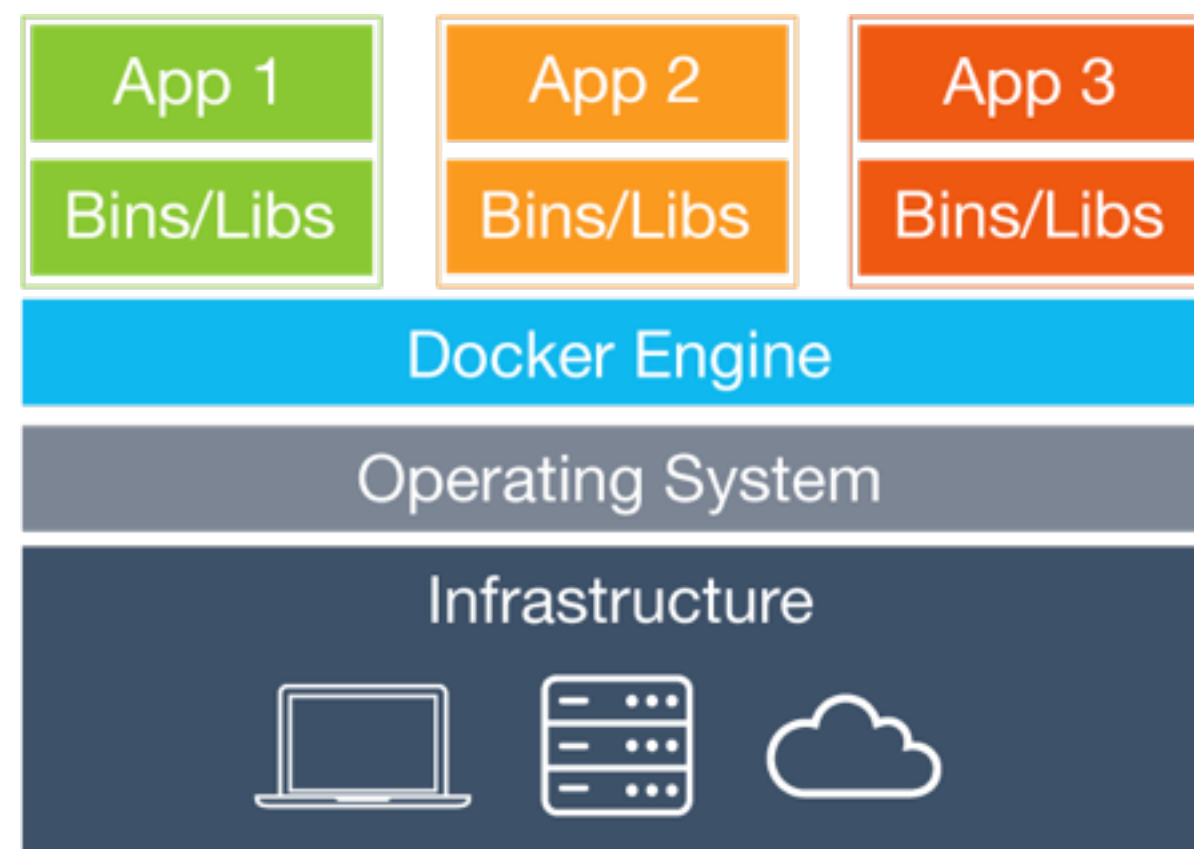 App 1
App 2
App 3
Bins/Libs
Bins/Libs
Bins/Libs
Docker Engine
Operating System
Infrastructure